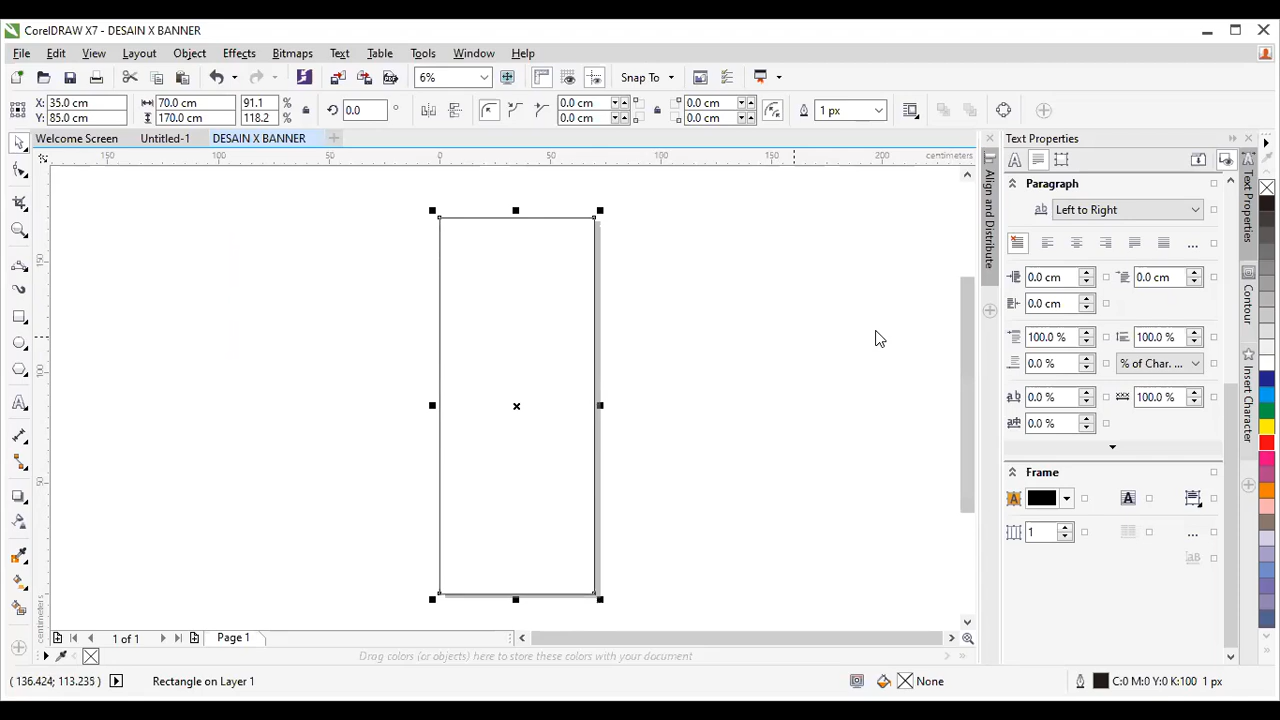 CorelDRAW X7 - DESAIN X BANNER
File Edit View Layout Object Effects Bitmaps Text Table Tools Window Help
6% Snap To
X: 35.0 cm 70.0 cm 91.1 % 0.0 ° 0.0 cm 0.0 cm 1 px
Y: 85.0 cm 170.0 cm 118.2 % 0.0 cm 0.0 cm
Welcome Screen Untitled-1 DESAIN X BANNER
Text Properties
150 100 50 0 50 100 150 200 centimeters
Paragraph
Left to Right
Align and Distribute
Text Properties
Contour
Insert Character
0.0 cm 0.0 cm
0.0 cm
100.0 % 100.0 %
0.0 % % of Char. ...
0.0 % 100.0 %
0.0 %
Frame
1
150
100
50
centimeters
1 of 1 Page 1
Drag colors (or objects) here to store these colors with your document
( 136.424; 113.235 ) Rectangle on Layer 1 None C:0 M:0 Y:0 K:100 1 px